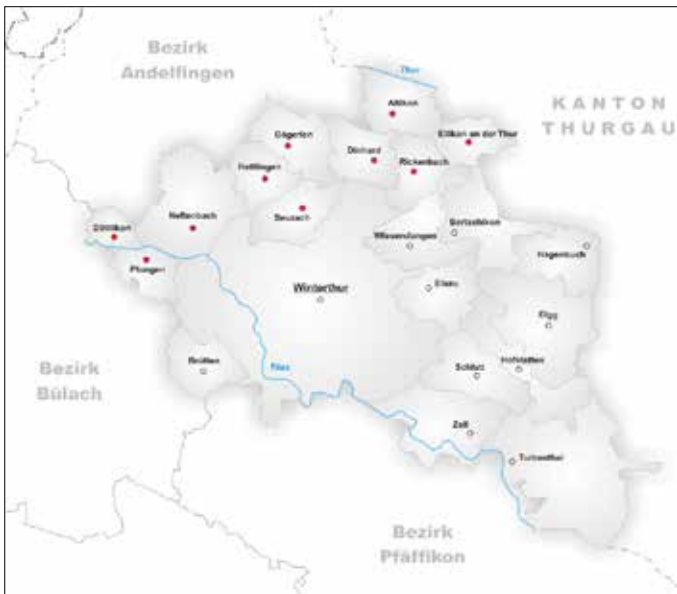 Bezirk
Andelfingen
Thur
Altikon
KANTON
THURGAU
Ellikon an der Thur
Dägerlen
Dinhard
Rickenbach
Hettlingen
Seuzach
Neftenbach
Dättlikon
Pfungen
Wiesendangen
Bertschikon
Hagenbuch
Elsau
Winterthur
Elgg
Hofstetten
Schlatt
Brütten
Töss
Bezirk
Bülach
Zell
Turbenthal
Bezirk
Pfäffikon